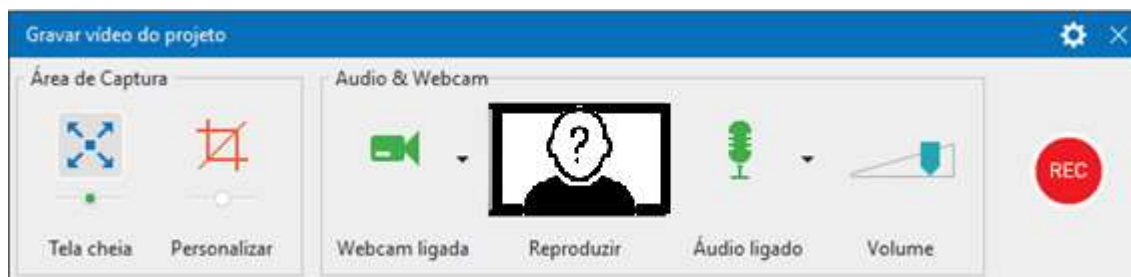 Gravar vídeo do projeto
Área de Captura
Audio & Webcam
?
REC
Tela cheia
Personalizar
Webcam ligada
Reproduzir
Áudio ligado
Volume